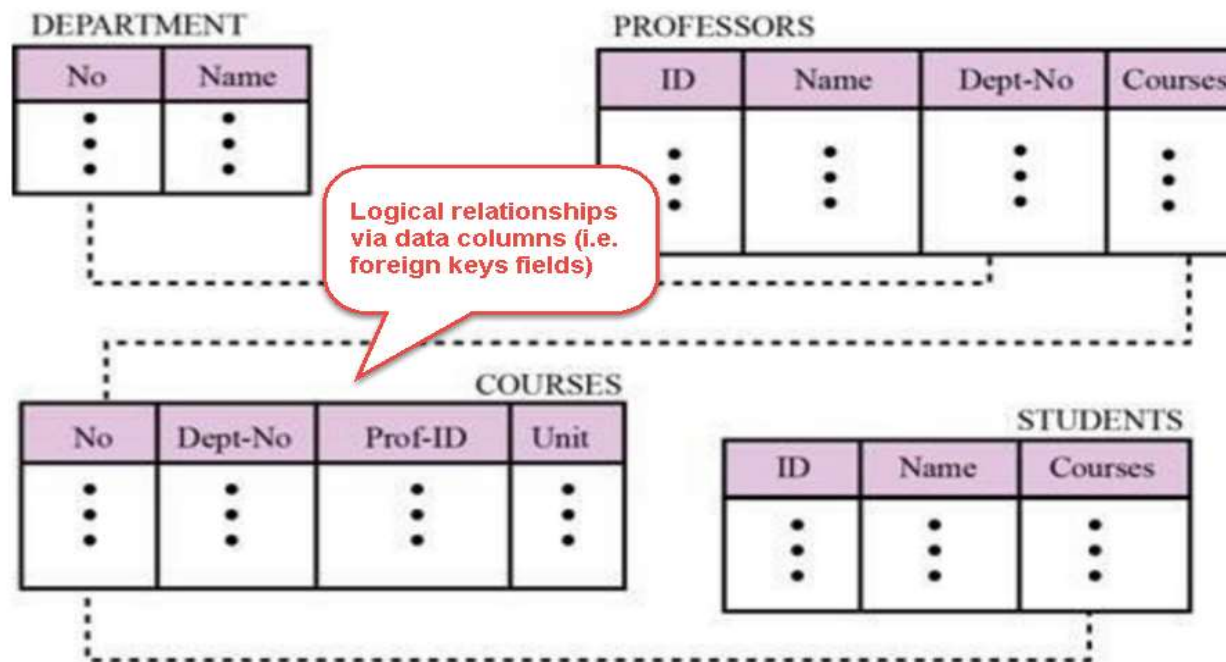 DEPARTMENT
No Name
PROFESSORS
ID Name Dept-No Courses
Logical relationships
via data columns (i.e.
foreign keys fields)
COURSES
No Dept-No Prof-ID Unit
STUDENTS
ID Name Courses